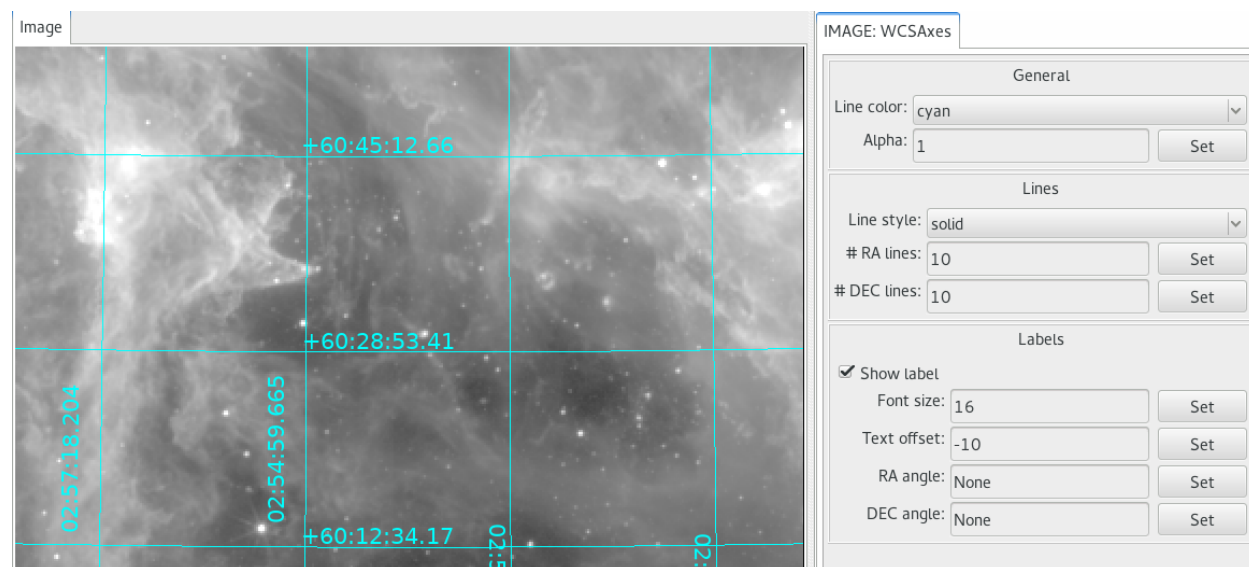 Image
+60:45:12.66
+60:28:53.41
02:57:18.204
02:54:59.665
+60:12:34.17
02:5
02:
IMAGE: WCSAxes
General
Line color: cyan
Alpha: 1 Set
Lines
Line style: solid
# RA lines: 10 Set
# DEC lines: 10 Set
Labels
Show label
Font size: 16 Set
Text offset: -10 Set
RA angle: None Set
DEC angle: None Set